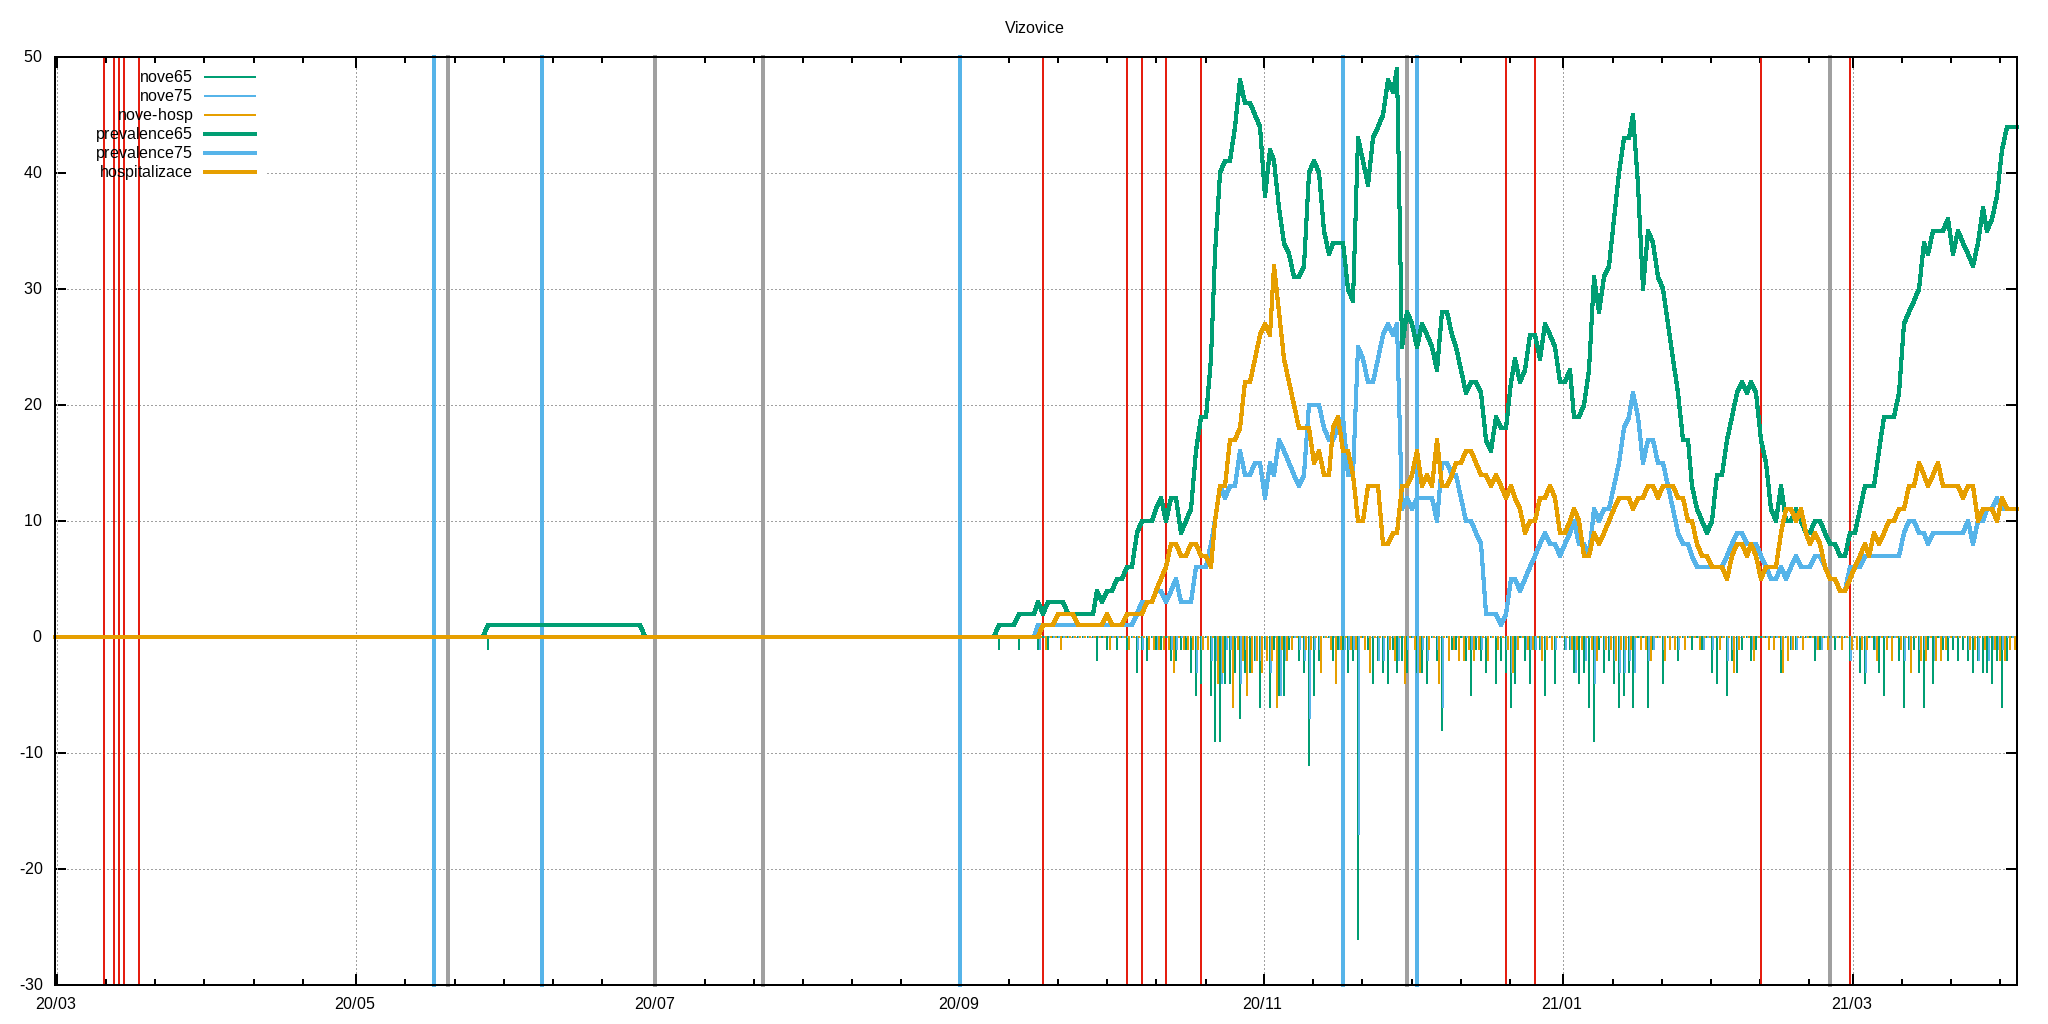 Vizovice
50
40
30
20
10
0
-10
-20
-30
nove65
nove75
nove-hosp
prevalence65
prevalence75
hospitalizace
20/03 20/05 20/07 20/09 20/11 21/01 21/03